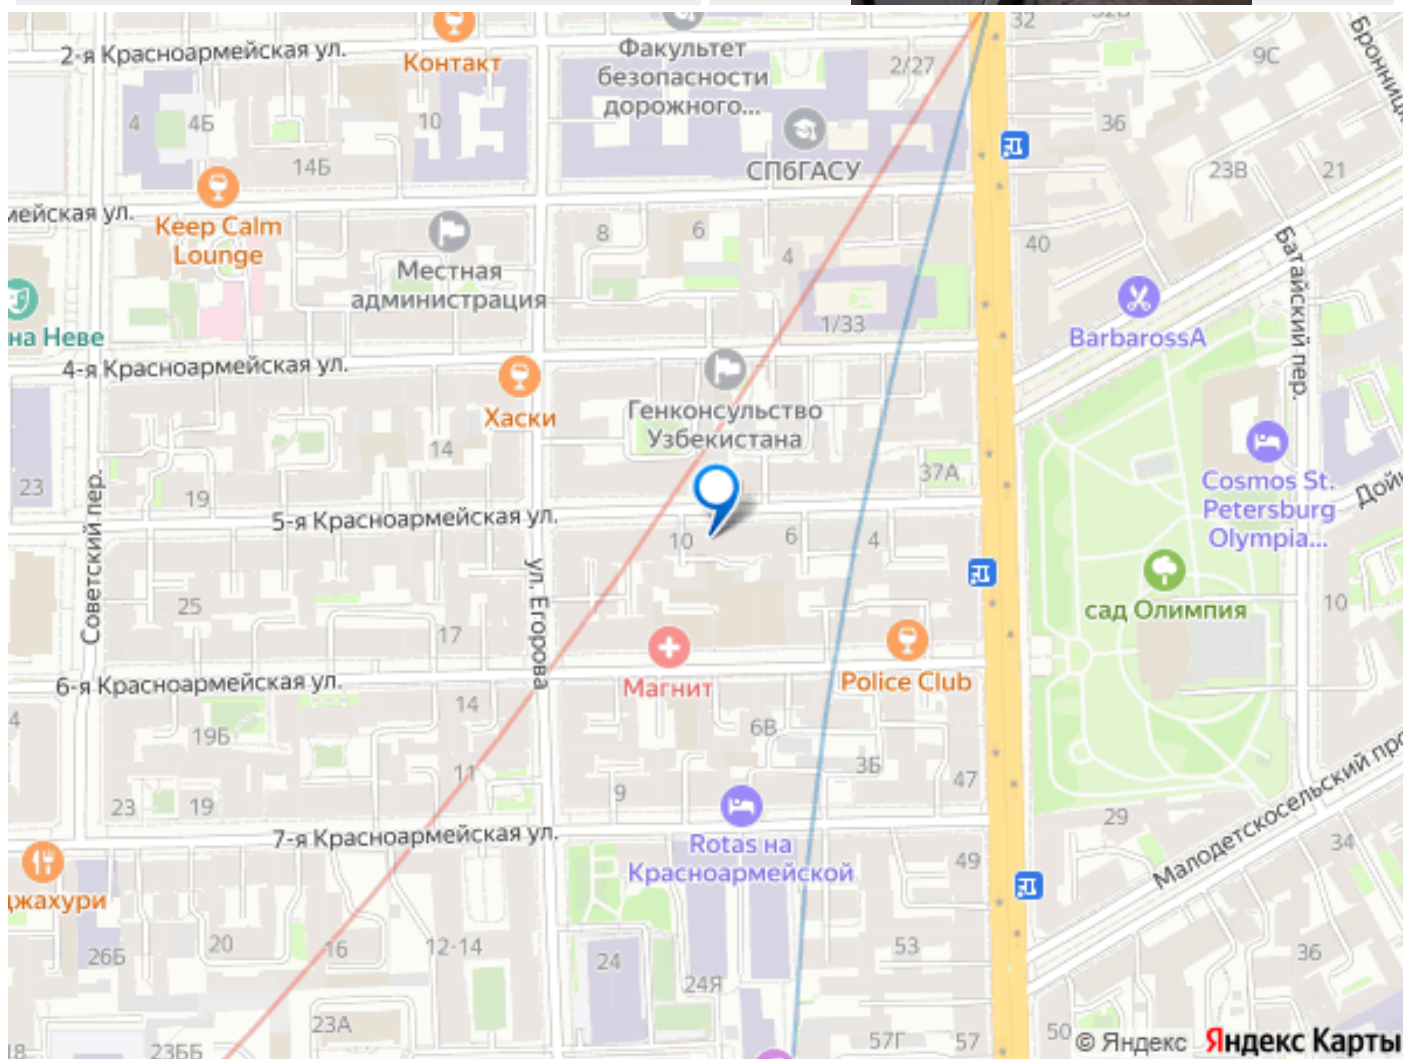 32
32В
2-я Красноармейская ул.
Контакт
Факультет
безопасности
дорожного...
2/27
9С
4
4Б
10
36
СПбГАСУ
14Б
23В
21
Keep Calm
Lounge
8
6
4
40
Батайский пер.
Местная
администрация
на Неве
1/33
BarbarossA
4-я Красноармейская ул.
Хаски
Генконсульство
Узбекистана
14
37А
23
19
Советский пер.
5-я Красноармейская ул.
10
6
4
Cosmos St.
Petersburg
Olympia...
ул. Егорова
сад Олимпия
10
25
17
6-я Красноармейская ул.
Магнит
Police Club
4
19Б
14
6В
11
3Б
47
23
19
9
29
7-я Красноармейская ул.
Rotas на
Красноармейской
49
34
Малодетскосельский про
26Б
20
16
12-14
24
24Я
53
36
23А
18
23ББ
57Г
57
50
© Яндекс Яндекс Карты